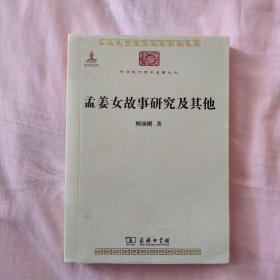 中华现代学术名著丛书
孟姜女故事研究及其他
顾颉刚 著
商务印书馆